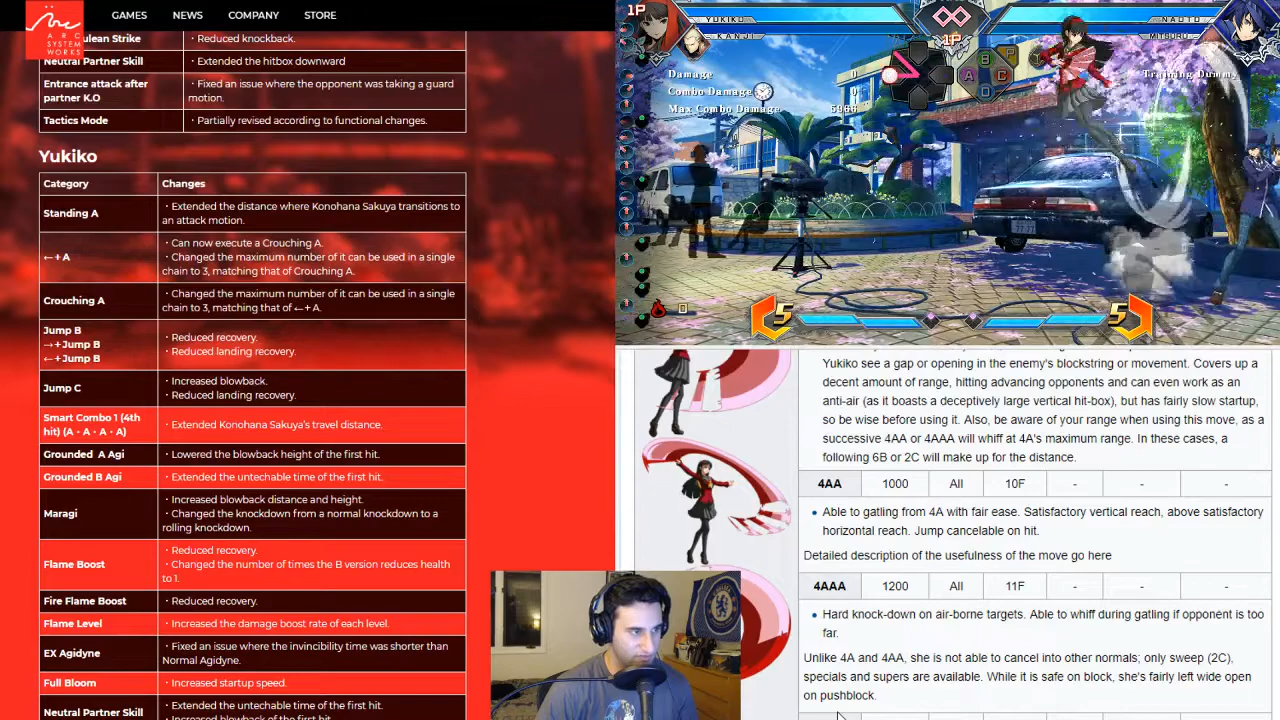 ARC
SYSTEM
WORKS
GAMES NEWS COMPANY STORE
ulean Strike ・Reduced knockback.
Neutral Partner Skill ・Extended the hitbox downward
Entrance attack after
partner K.O
・Fixed an issue where the opponent was taking a guard
motion.
Tactics Mode ・Partially revised according to functional changes.
Yukiko
Category Changes
Standing A
・Extended the distance where Konohana Sakuya transitions to
an attack motion.
←+A
・Can now execute a Crouching A.
・Changed the maximum number of it can be used in a single
chain to 3, matching that of Crouching A.
Crouching A
・Changed the maximum number of it can be used in a single
chain to 3, matching that of ←+A.
Jump B
→+Jump B
←+Jump B
・Reduced recovery.
・Reduced landing recovery.
Jump C
・Increased blowback.
・Reduced landing recovery.
Smart Combo 1 (4th
hit) (A・A・A・A)
・Extended Konohana Sakuya's travel distance.
Grounded A Agi ・Lowered the blowback height of the first hit.
Grounded B Agi ・Extended the untechable time of the first hit.
Maragi
・Increased blowback distance and height.
・Changed the knockdown from a normal knockdown to a
rolling knockdown.
Flame Boost
・Reduced recovery.
・Changed the number of times the B version reduces health
to 1.
Fire Flame Boost ・Reduced recovery.
Flame Level ・Increased the damage boost rate of each level.
EX Agidyne
・Fixed an issue where the invincibility time was shorter than
Normal Agidyne.
Full Bloom ・Increased startup speed.
Neutral Partner Skill
・Extended the untechable time of the first hit.
・Increased blowback of the first hit.
1P
YUKIKO
KANJI
1P
NAOTO
MITSURU
Damage 0
Combo Damage 0
Max Combo Damage 5966
Training Dummy
B
P
A
C
D
0
5
5
Yukiko see a gap or opening in the enemy's blockstring or movement. Covers up a
decent amount of range, hitting advancing opponents and can even work as an
anti-air (as it boasts a deceptively large vertical hit-box), but has fairly slow startup,
so be wise before using it. Also, be aware of your range when using this move, as
a successive 4AA or 4AAA will whiff at 4A's maximum range. In these cases, a
following 6B or 2C will make up for the distance.
4AA 1000 All 10F - - -
• Able to gatling from 4A with fair ease. Satisfactory vertical reach, above satisfactory
horizontal reach. Jump cancelable on hit.
Detailed description of the usefulness of the move go here
4AAA 1200 All 11F - - -
• Hard knock-down on air-borne targets. Able to whiff during gatling if opponent is too
far.
Unlike 4A and 4AA, she is not able to cancel into other normals; only sweep (2C),
specials and supers are available. While it is safe on block, she's fairly left wide open
on pushblock.